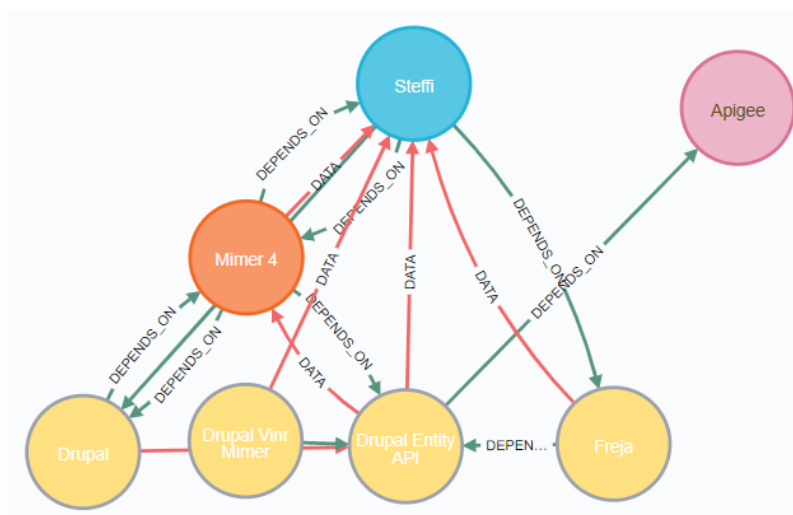 Steffi
Apigee
DEPENDS_ON
DATA
DEPENDS_ON
DEPENDS_ON
Mimer 4
DATA
DATA
DATA
DEPENDS_ON
DEPENDS_ON
DEPENDS_ON
DEPENDS_ON
DATA
Drupal
Drupal Vinr
Mimer
Drupal Entity
API
DEPEN...
Freja